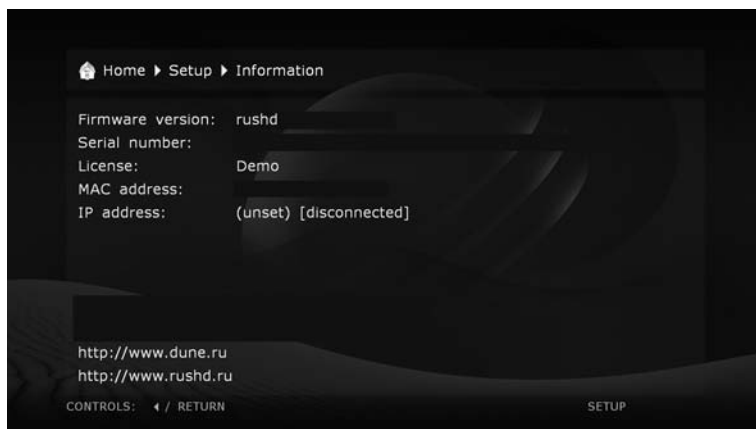 Home ▶ Setup ▶ Information
Firmware version: rushd
Serial number:
License: Demo
MAC address:
IP address: (unset) [disconnected]
http://www.dune.ru
http://www.rushd.ru
CONTROLS: ◀ / RETURN SETUP